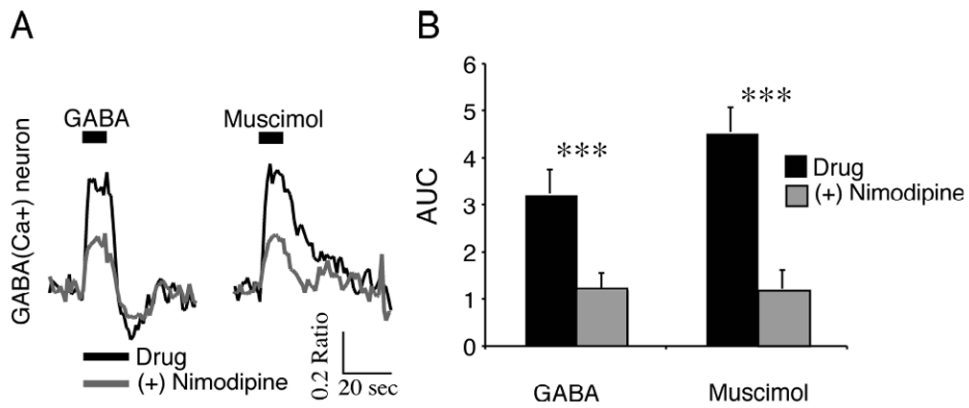 A
GABA
Muscimol
GABA(Ca+) neuron
Drug
(+) Nimodipine
0.2 Ratio
20 sec
B
AUC
6
5
4
3
2
1
0
***
***
Drug
(+) Nimodipine
GABA
Muscimol